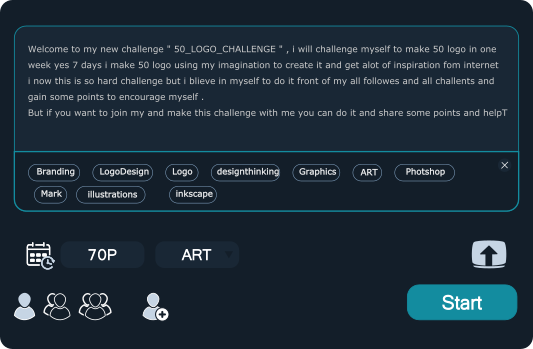 Welcome to my new challenge " 50_LOGO_CHALLENGE " , i will challenge myself to make 50 logo in one
week yes 7 days i make 50 logo using my imagination to create it and get alot of inspiration fom internet
i now this is so hard challenge but i blieve in myself to do it front of my all followes and all challents and
gain some points to encourage myself .
But if you want to join my and make this challenge with me you can do it and share some points and helpT
Branding LogoDesign Logo designthinking Graphics ART Photshop
Mark illustrations inkscape
70P ART
Start